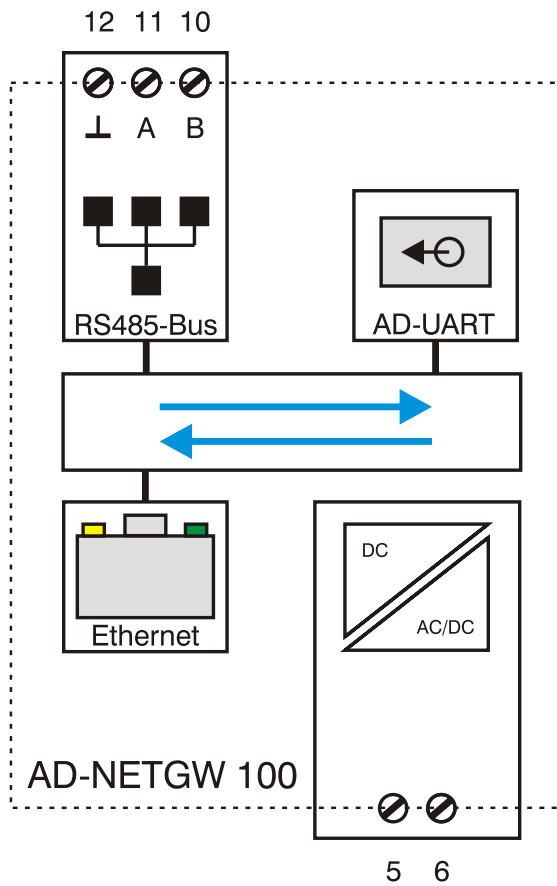 12 11 10
⊥ A B
RS485-Bus
AD-UART
Ethernet
DC
AC/DC
AD-NETGW 100
5 6